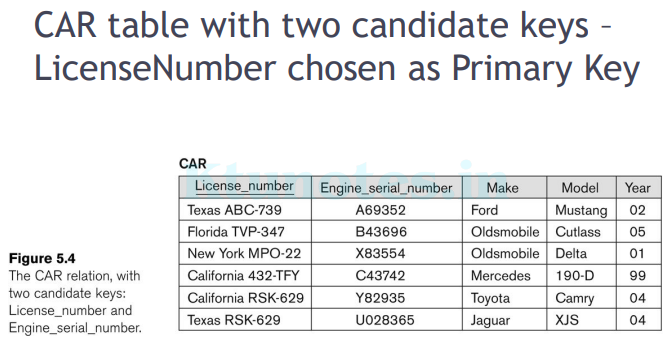 CAR table with two candidate keys –
LicenseNumber chosen as Primary Key
Ktunotes.in
CAR
License_number Engine_serial_number Make Model Year
Texas ABC-739 A69352 Ford Mustang 02
Florida TVP-347 B43696 Oldsmobile Cutlass 05
New York MPO-22 X83554 Oldsmobile Delta 01
California 432-TFY C43742 Mercedes 190-D 99
California RSK-629 Y82935 Toyota Camry 04
Texas RSK-629 U028365 Jaguar XJS 04
Figure 5.4
The CAR relation, with
two candidate keys:
License_number and
Engine_serial_number.